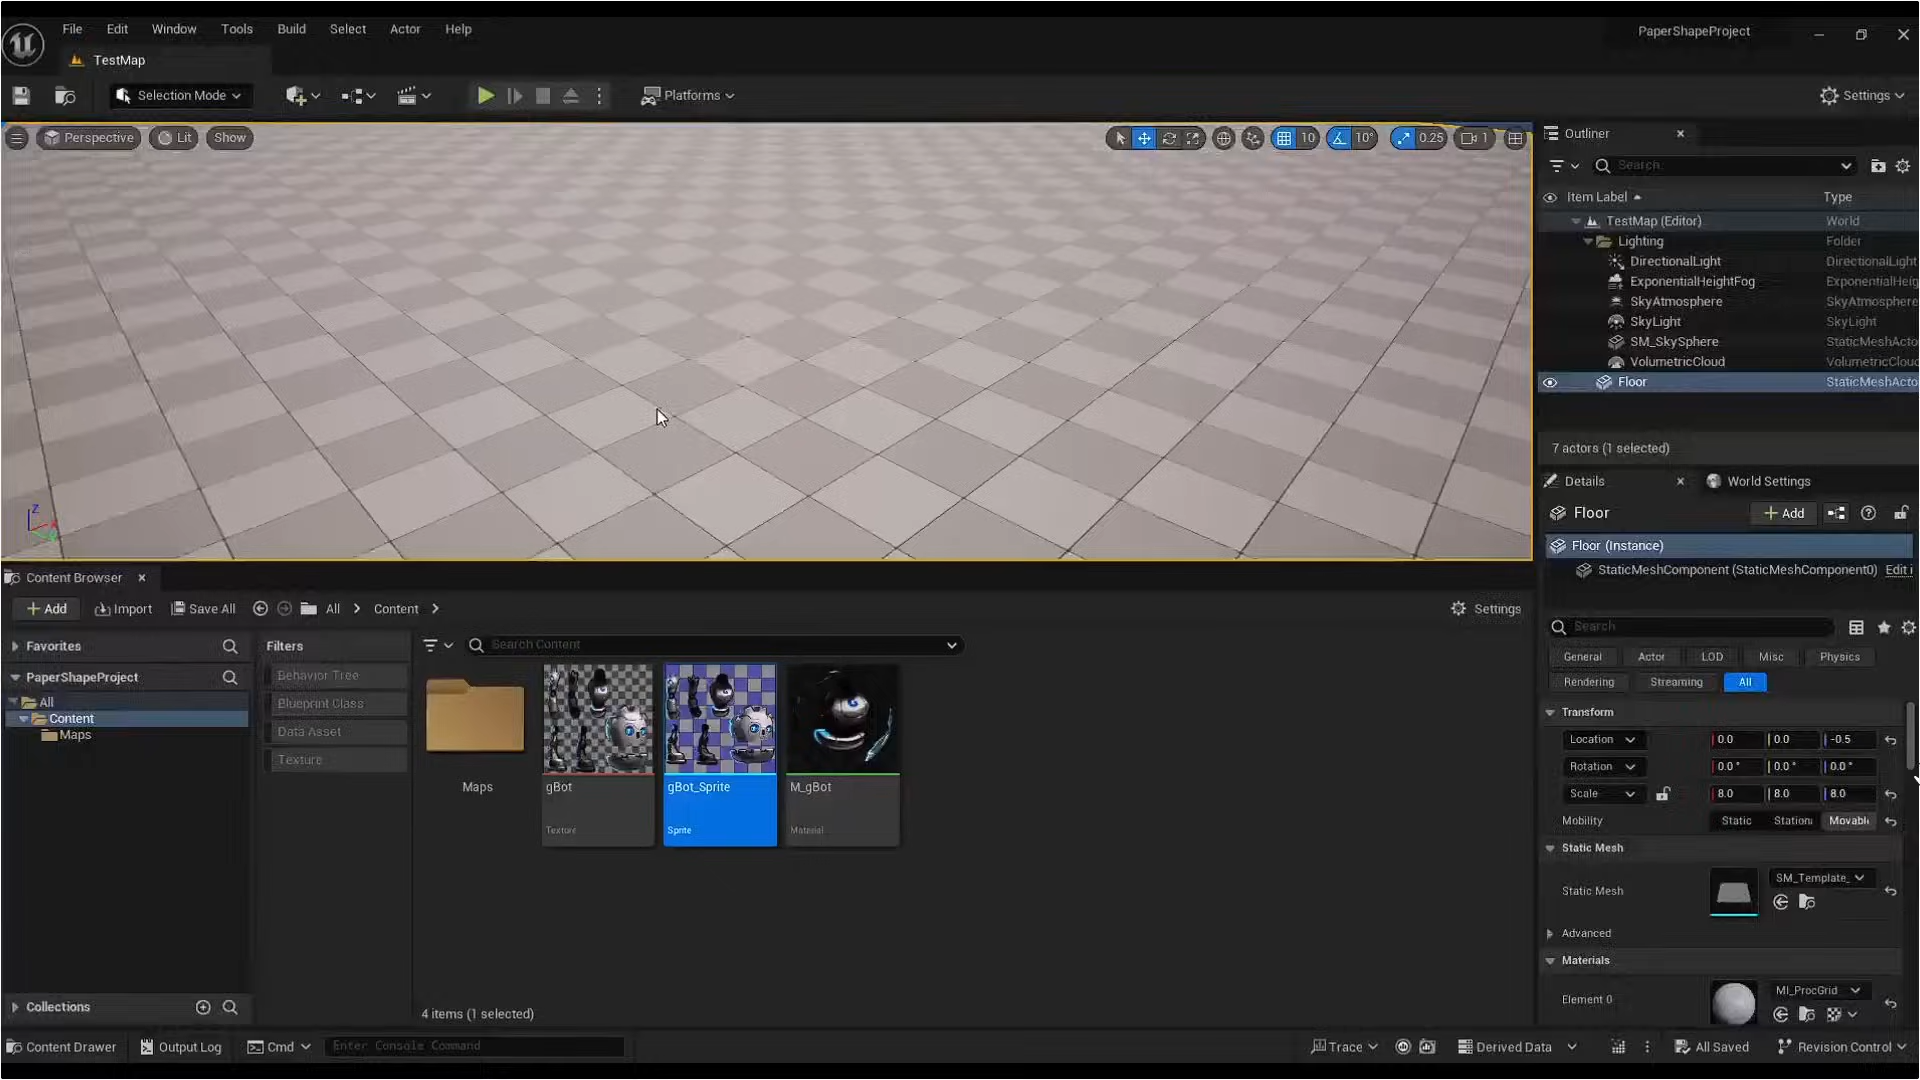 File Edit Window Tools Build Select Actor Help
PaperShapeProject
TestMap
Selection Mode
Platforms
Settings
Perspective
Lit
Show
10
10°
0.25
1
Outliner
Search...
Item Label
Type
TestMap (Editor)
World
Lighting
Folder
DirectionalLight
DirectionalLight
ExponentialHeightFog
ExponentialHeig
SkyAtmosphere
SkyAtmosphere
SkyLight
SkyLight
SM_SkySphere
StaticMeshActo
VolumetricCloud
VolumetricCloud
Floor
StaticMeshActo
7 actors (1 selected)
Details
World Settings
Floor
Add
Floor (Instance)
StaticMeshComponent (StaticMeshComponent0)
Edit i
Search
General
Actor
LOD
Misc
Physics
Rendering
Streaming
All
Transform
Location
0.0
0.0
-0.5
Rotation
0.0 °
0.0 °
0.0 °
Scale
8.0
8.0
8.0
Mobility
Static
Station
Movabl
Static Mesh
Static Mesh
SM_Template_
Advanced
Materials
Element 0
MI_ProcGrid
Z
Content Browser
Add
Import
Save All
All
Content
Settings
Favorites
PaperShapeProject
All
Content
Maps
Collections
Filters
Behavior Tree
Blueprint Class
Data Asset
Texture
Search Content
Maps
gBot
Texture
gBot_Sprite
Sprite
M_gBot
Material
4 items (1 selected)
Content Drawer
Output Log
Cmd
Enter Console Command
Trace
Derived Data
All Saved
Revision Control